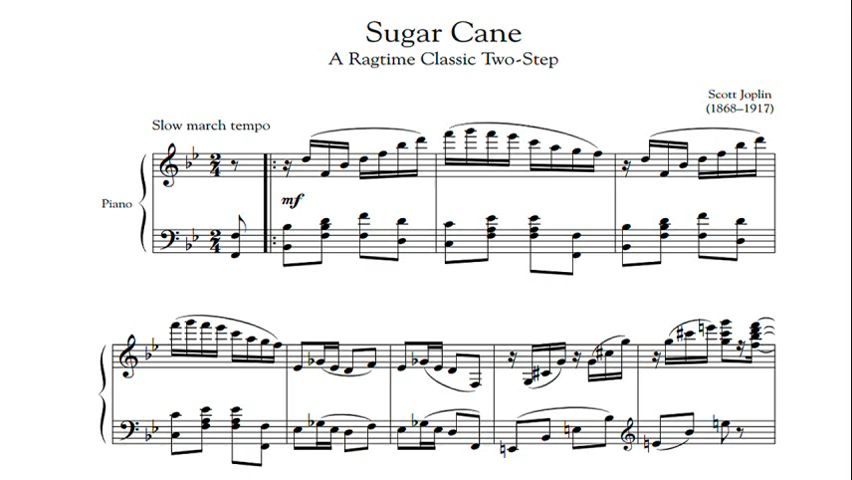 Sugar Cane
A Ragtime Classic Two-Step
Scott Joplin
(1868–1917)
Slow march tempo
Piano
mf